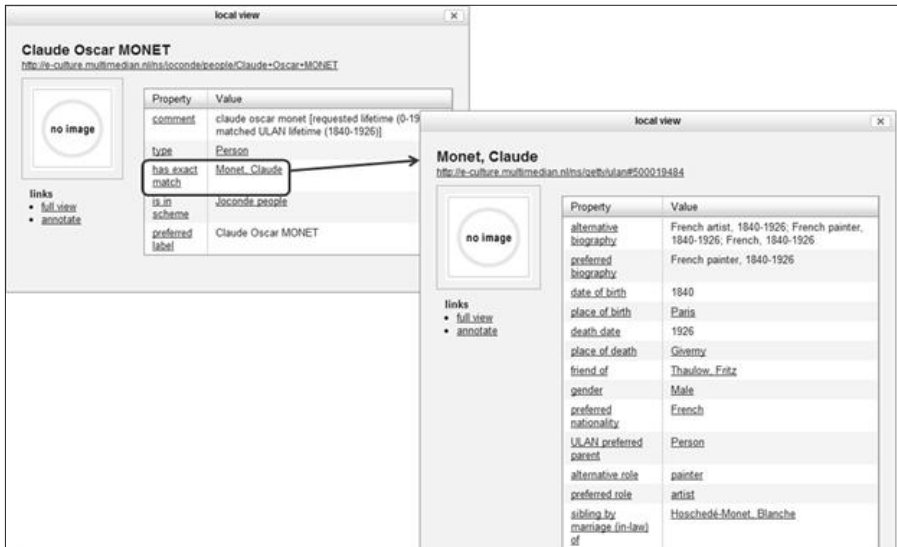 local view
Claude Oscar MONET
http://e-culture.multimedian.nl/ns/joconde/people/Claude+Oscar+MONET
no image
links
full view
annotate
Property Value
comment claude oscar monet [requested lifetime (0-19
matched ULAN lifetime (1840-1926)]
type Person
has exact
match Monet, Claude
is in
scheme Joconde people
preferred
label Claude Oscar MONET
local view
Monet, Claude
http://e-culture.multimedian.nl/ns/getty/ulan#500019484
no image
links
full view
annotate
Property Value
alternative
biography French artist, 1840-1926; French painter,
1840-1926; French, 1840-1926
preferred
biography French painter, 1840-1926
date of birth 1840
place of birth Paris
death date 1926
place of death Giverny
friend of Thaulow, Fritz
gender Male
preferred
nationality French
ULAN preferred
parent Person
alternative role painter
preferred role artist
sibling by
marriage (in-law)
of Hoschedé-Monet, Blanche